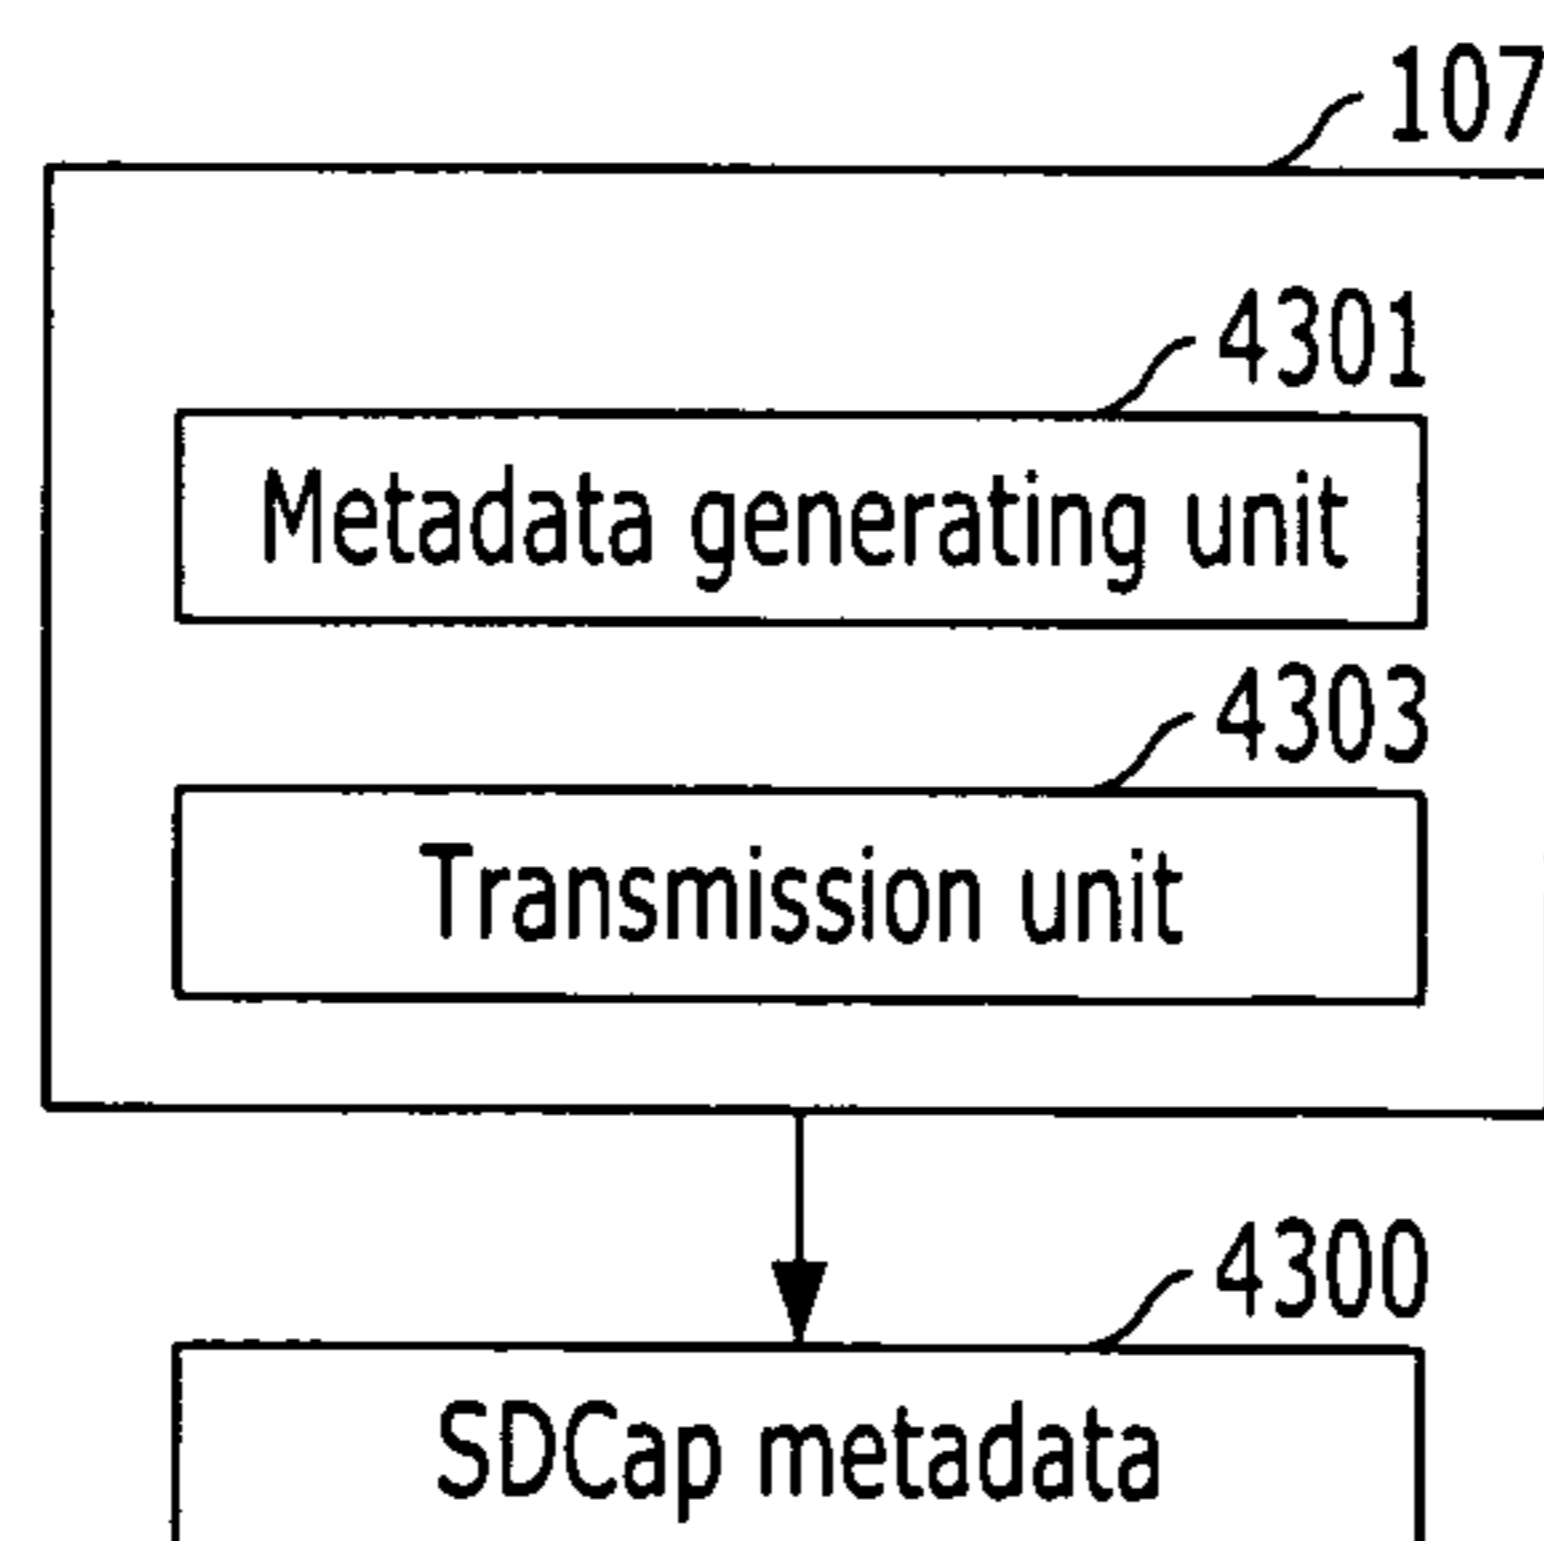 107
4301
Metadata generating unit
4303
Transmission unit
4300
SDCap metadata